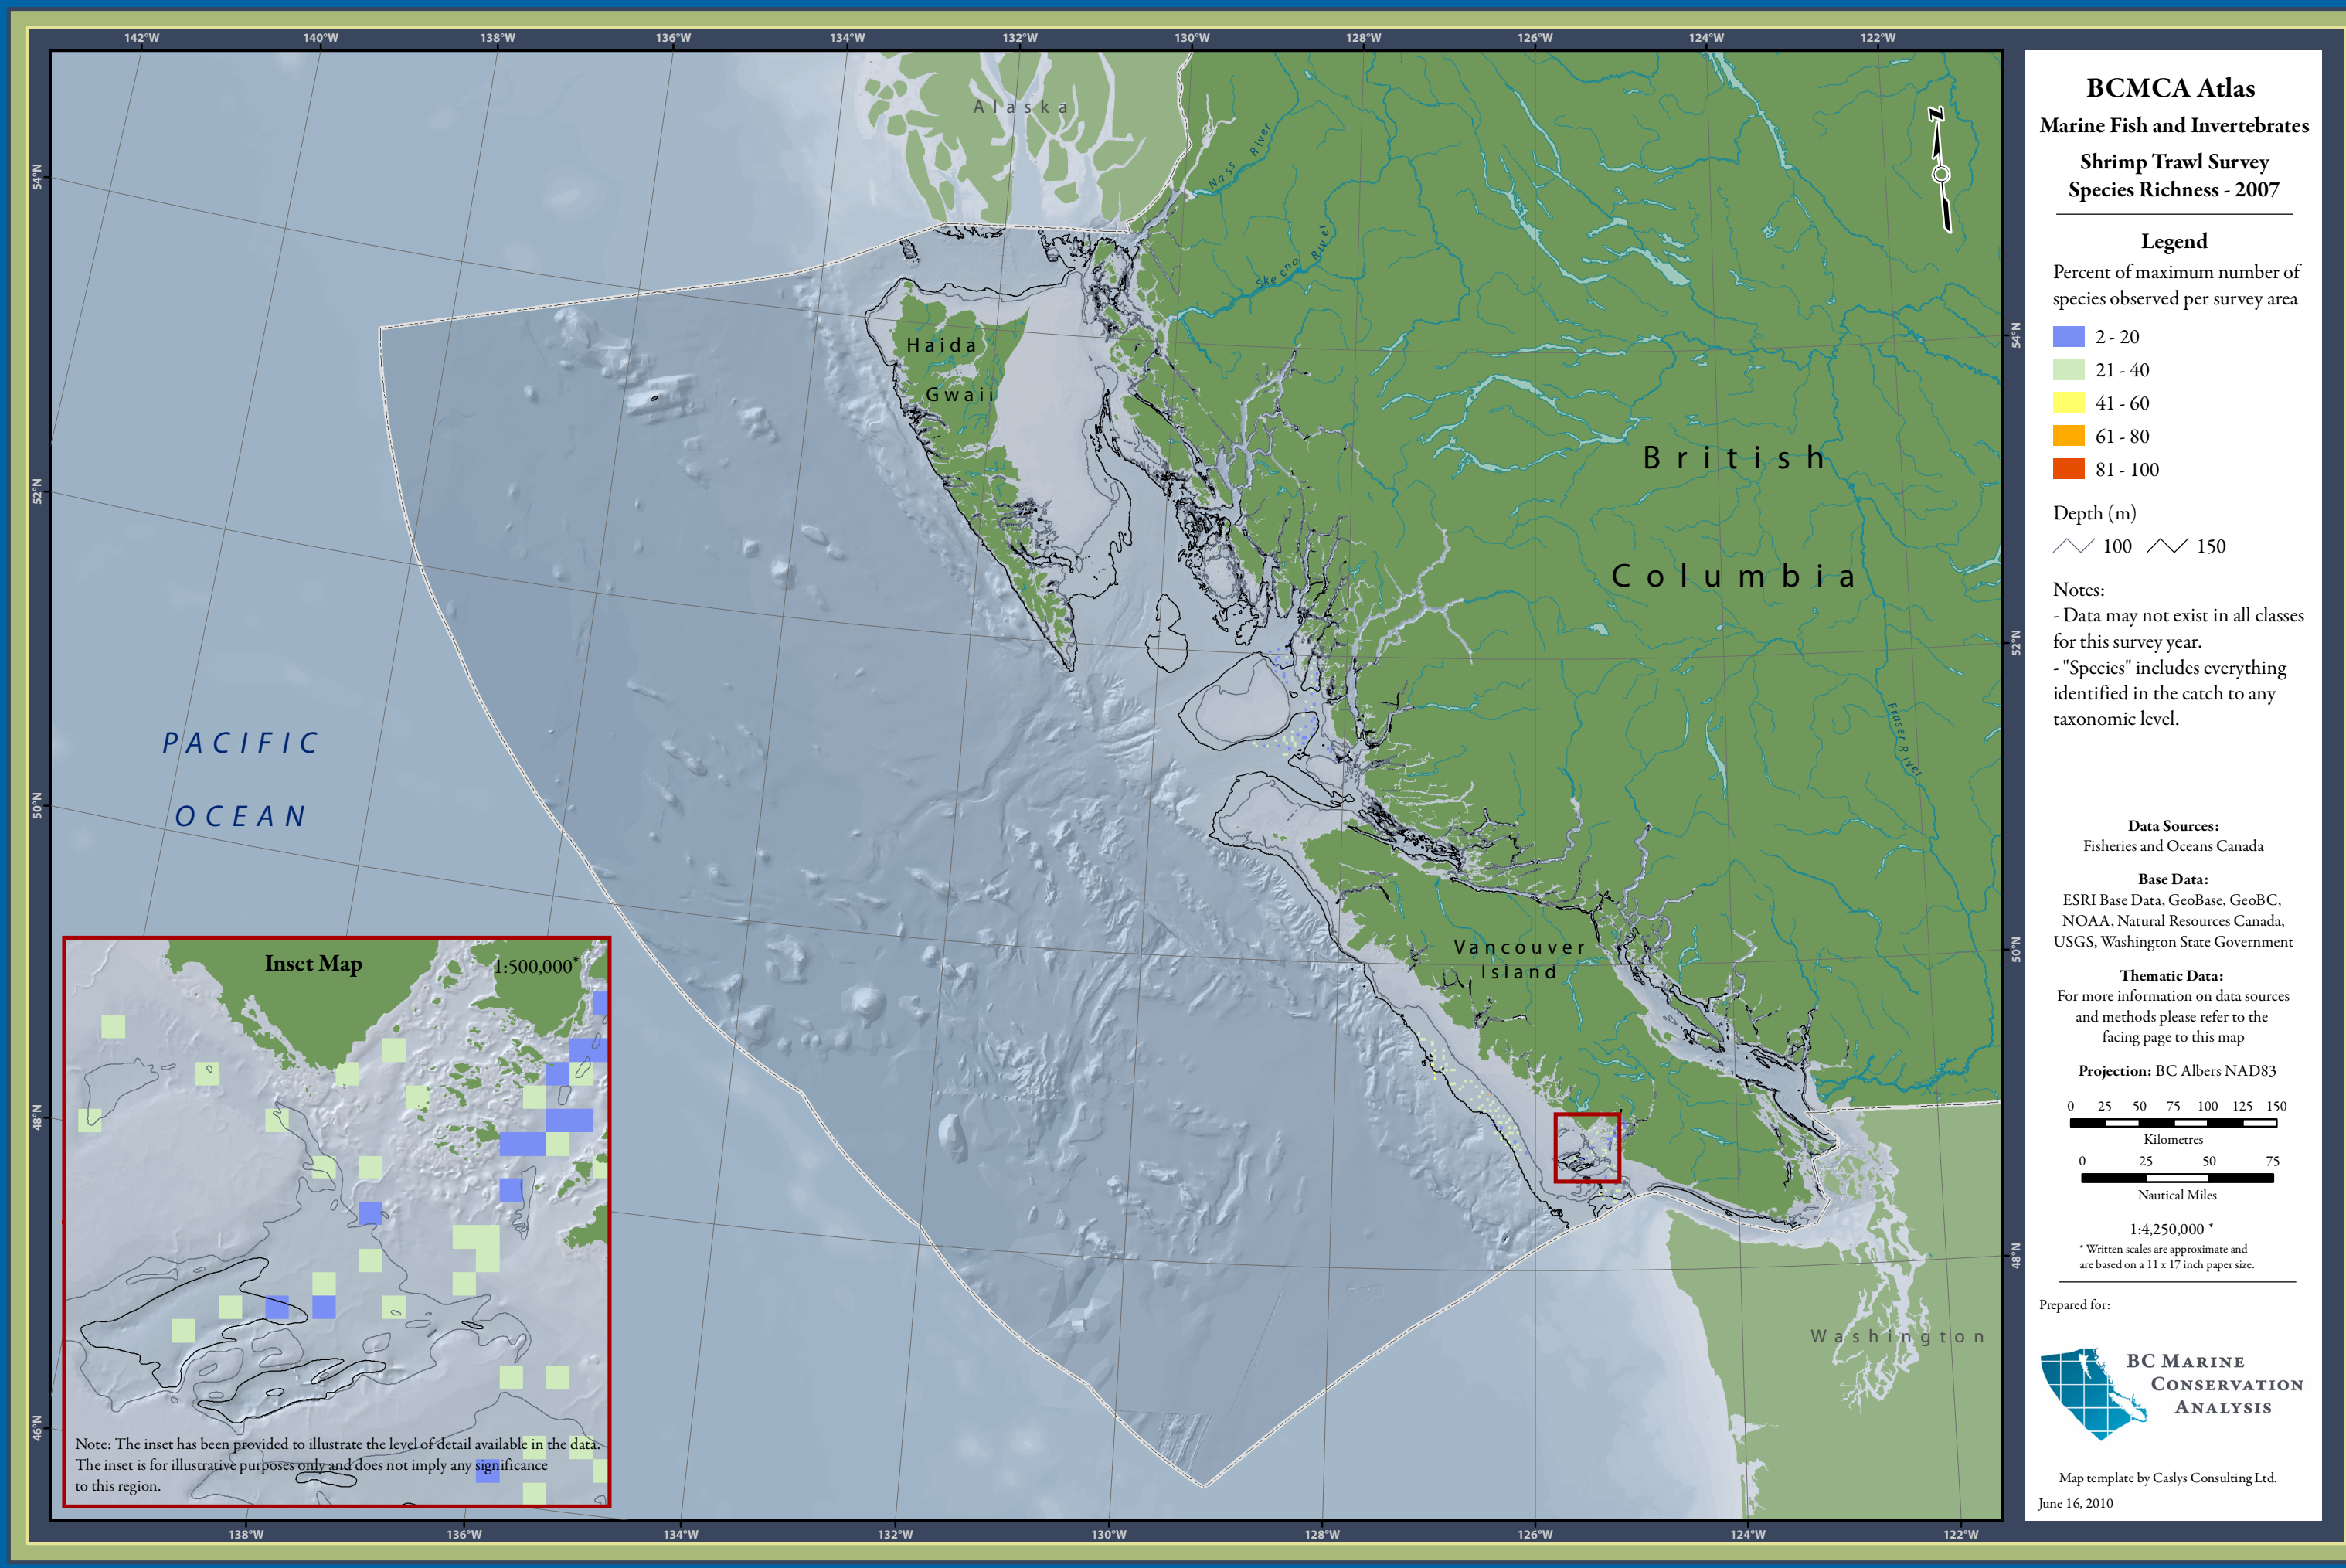 142°W 140°W 138°W 136°W 134°W 132°W 130°W 128°W 126°W 124°W 122°W
54°N
52°N
50°N
48°N
46°N
Alaska
Nass River
Skeena River
Haida
Gwaii
British
Columbia
PACIFIC
OCEAN
Fraser River
Vancouver
Island
Washington
54°N
52°N
50°N
48°N
Inset Map
1:500,000*
Note: The inset has been provided to illustrate the level of detail available in the data.
The inset is for illustrative purposes only and does not imply any significance
to this region.
138°W 136°W 134°W 132°W 130°W 128°W 126°W 124°W 122°W
BCMCA Atlas
Marine Fish and Invertebrates
Shrimp Trawl Survey
Species Richness - 2007
N
Legend
Percent of maximum number of
species observed per survey area
2 - 20
21 - 40
41 - 60
61 - 80
81 - 100
Depth (m)
100 150
Notes:
- Data may not exist in all classes
for this survey year.
- "Species" includes everything
identified in the catch to any
taxonomic level.
Data Sources:
Fisheries and Oceans Canada
Base Data:
ESRI Base Data, GeoBase, GeoBC,
NOAA, Natural Resources Canada,
USGS, Washington State Government
Thematic Data:
For more information on data sources
and methods please refer to the
facing page to this map
Projection: BC Albers NAD83
0 25 50 75 100 125 150
Kilometres
0 25 50 75
Nautical Miles
1:4,250,000 *
* Written scales are approximate and
are based on a 11 x 17 inch paper size.
Prepared for:
BC MARINE
CONSERVATION
ANALYSIS
Map template by Caslys Consulting Ltd.
June 16, 2010